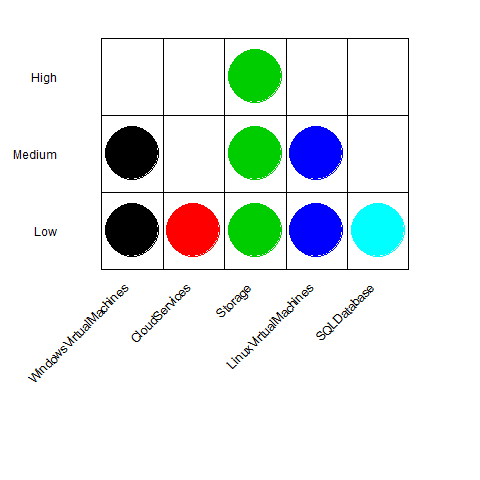 High
Medium
Low
WindowsVirtualMachines
CloudServices
Storage
LinuxVirtualMachines
SQLDatabase